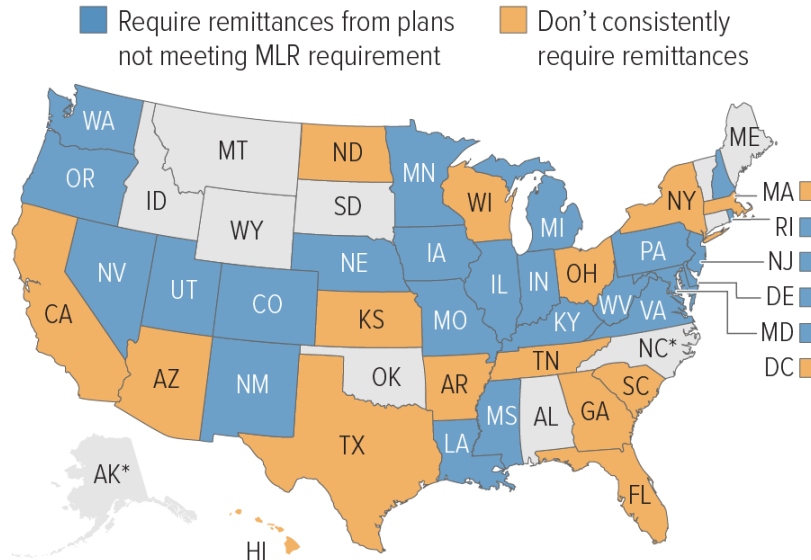 Require remittances from plans
not meeting MLR requirement
Don't consistently
require remittances
WA
MT
ND
MN
ME
OR
ID
SD
WI
NY
MA
WY
MI
RI
NV
UT
CO
NE
IA
IL
IN
OH
PA
NJ
DE
CA
KS
MO
KY
WV
VA
MD
AZ
NM
OK
AR
TN
NC*
DC
TX
LA
MS
AL
GA
SC
AK*
FL
HI